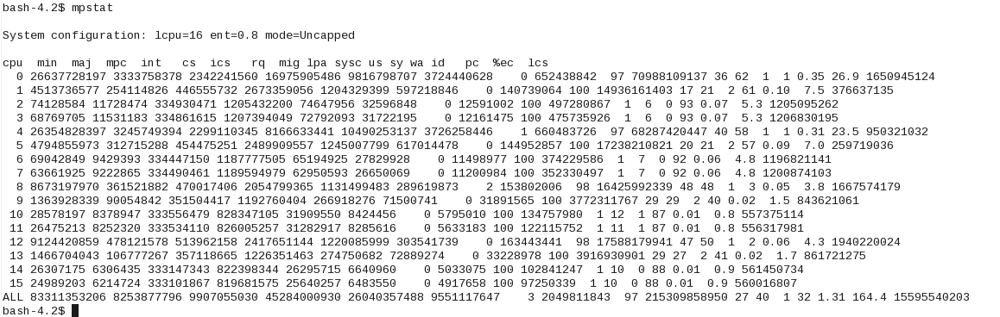 bash-4.2$ mpstat
System configuration: lcpu=16 ent=0.8 mode=Uncapped
cpu  min  maj  mpc  int   cs  ics   rq  mig lpa sysc us sy wa id   pc  %ec  lcs
  0 26637728197 3333758378 2342241560 16975905486 9816798707 3724440628    0 652438842  97 70988109137 36 62  1  1 0.35 26.9 1650945124
  1 4513736577 254114826 446555732 2673359056 1204329399 597218846    0 140739064 100 14936161403 17 21  2 61 0.10  7.5 376637135
  2 74128584 11728474 334930471 1205432200 74647956 32596848    0 12591002 100 497280867  1  6  0 93 0.07  5.3 1205095262
  3 68769705 11531183 334861615 1207394049 72792093 31722195    0 12161475 100 475735926  1  6  0 93 0.07  5.3 1206830195
  4 26354828397 3245749394 2299110345 8166633441 10490253137 3726258446    1 660483726  97 68287420447 40 58  1  1 0.31 23.5 950321032
  5 4794855973 312715288 454475251 2489909557 1245007799 617014478    0 144952857 100 17238210821 20 21  2 57 0.09  7.0 259719036
  6 69042849 9429393 334447150 1187777505 65194925 27829928    0 11498977 100 374229586  1  7  0 92 0.06  4.8 1196821141
  7 63661925 9222865 334490461 1189594979 62950593 26650069    0 11200984 100 352330497  1  7  0 92 0.06  4.8 1200874103
  8 8673197970 361521882 470017406 2054799365 1131499483 289619873    2 153802006  98 16425992339 48 48  1  3 0.05  3.8 1667574179
  9 1363928339 90054842 351504417 1192760404 266918276 71500741    0 31891565 100 3772311767 29 29  2 40 0.02  1.5 843621061
 10 28578197 8378947 333556479 828347105 31909550 8424456    0 5795010 100 134757980  1 12  1 87 0.01  0.8 557375114
 11 26475213 8252320 333534110 826005257 31282917 8285616    0 5633183 100 122115752  1 11  1 87 0.01  0.8 556317981
 12 9124420859 478121578 513962158 2417651144 1220085999 303541739    0 163443441  98 17588179941 47 50  1  2 0.06  4.3 1940220024
 13 1466704043 106777267 357118665 1226351463 274750682 72889274    0 33228978 100 3916930901 29 27  2 41 0.02  1.7 861721275
 14 26307175 6306435 333147343 822398344 26295715 6640960    0 5033075 100 102841247  1 10  0 88 0.01  0.9 561450734
 15 24989203 6214724 333101867 819681575 25640257 6483550    0 4917658 100 97250339  1 10  0 88 0.01  0.9 560016807
ALL 83311353206 8253877796 9907055030 45284000930 26040357488 9551117647    3 2049811843  97 215309858950 27 40  1 32 1.31 164.4 15595540203
bash-4.2$